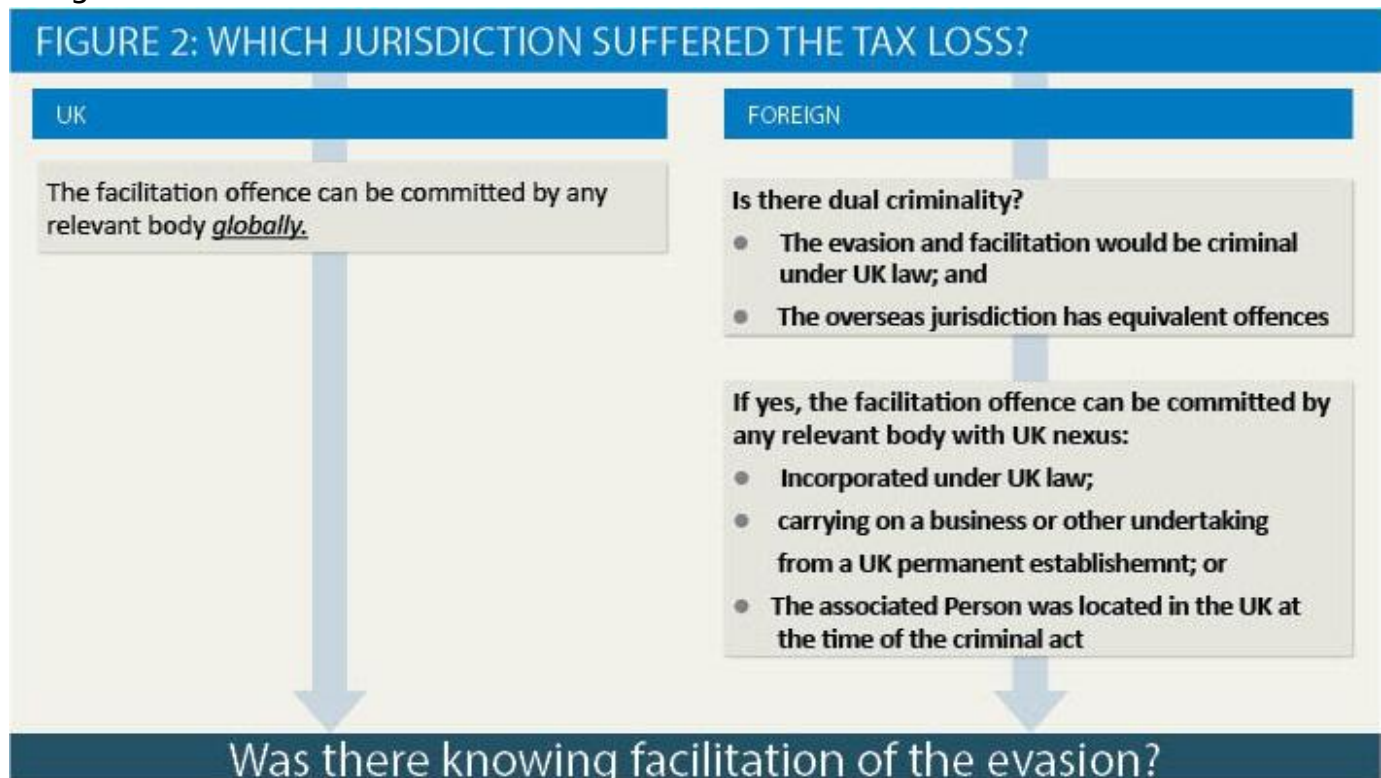 FIGURE 2: WHICH JURISDICTION SUFFERED THE TAX LOSS?
UK
The facilitation offence can be committed by any
relevant body globally.
FOREIGN
Is there dual criminality?
● The evasion and facilitation would be criminal
under UK law; and
● The overseas jurisdiction has equivalent offences
If yes, the facilitation offence can be committed by
any relevant body with UK nexus:
● Incorporated under UK law;
● carrying on a business or other undertaking
from a UK permanent establishemnt; or
● The associated Person was located in the UK at
the time of the criminal act
Was there knowing facilitation of the evasion?